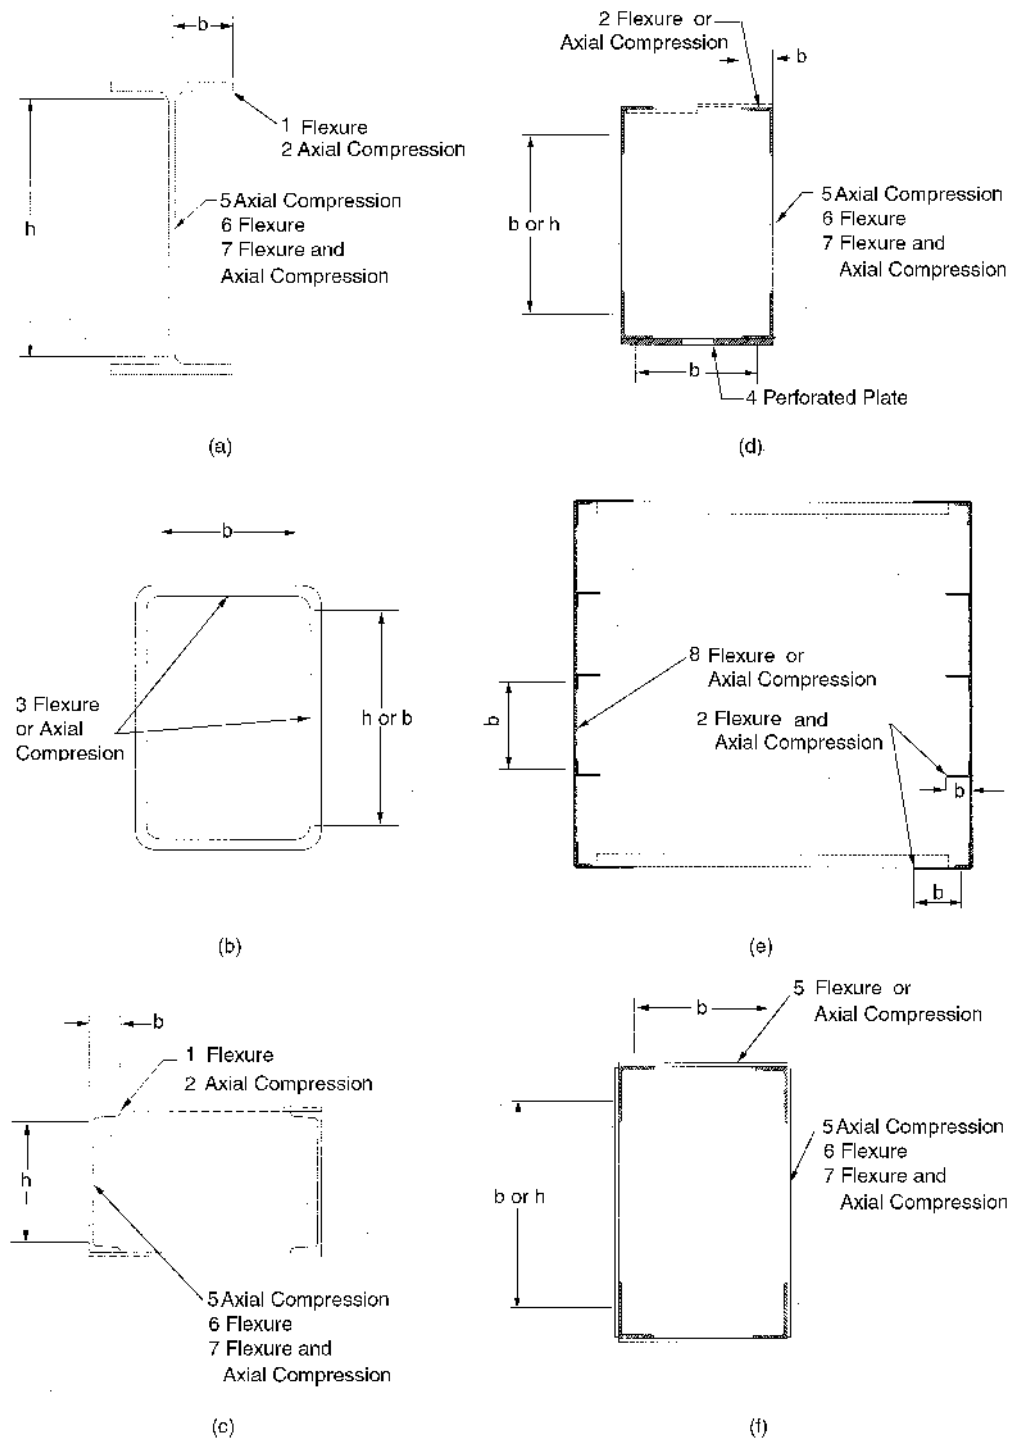 b
1 Flexure
2 Axial Compression
h
5 Axial Compression
6 Flexure
7 Flexure and
Axial Compression
(a)
2 Flexure or
Axial Compression
b
b or h
5 Axial Compression
6 Flexure
7 Flexure and
Axial Compression
b
4 Perforated Plate
(d)
b
3 Flexure
or Axial
Compresion
h or b
(b)
8 Flexure or
Axial Compression
b
2 Flexure and
Axial Compression
b
b
(e)
b
1 Flexure
2 Axial Compression
h
5 Axial Compression
6 Flexure
7 Flexure and
Axial Compression
(c)
5 Flexure or
Axial Compression
b
b or h
5 Axial Compression
6 Flexure
7 Flexure and
Axial Compression
(f)